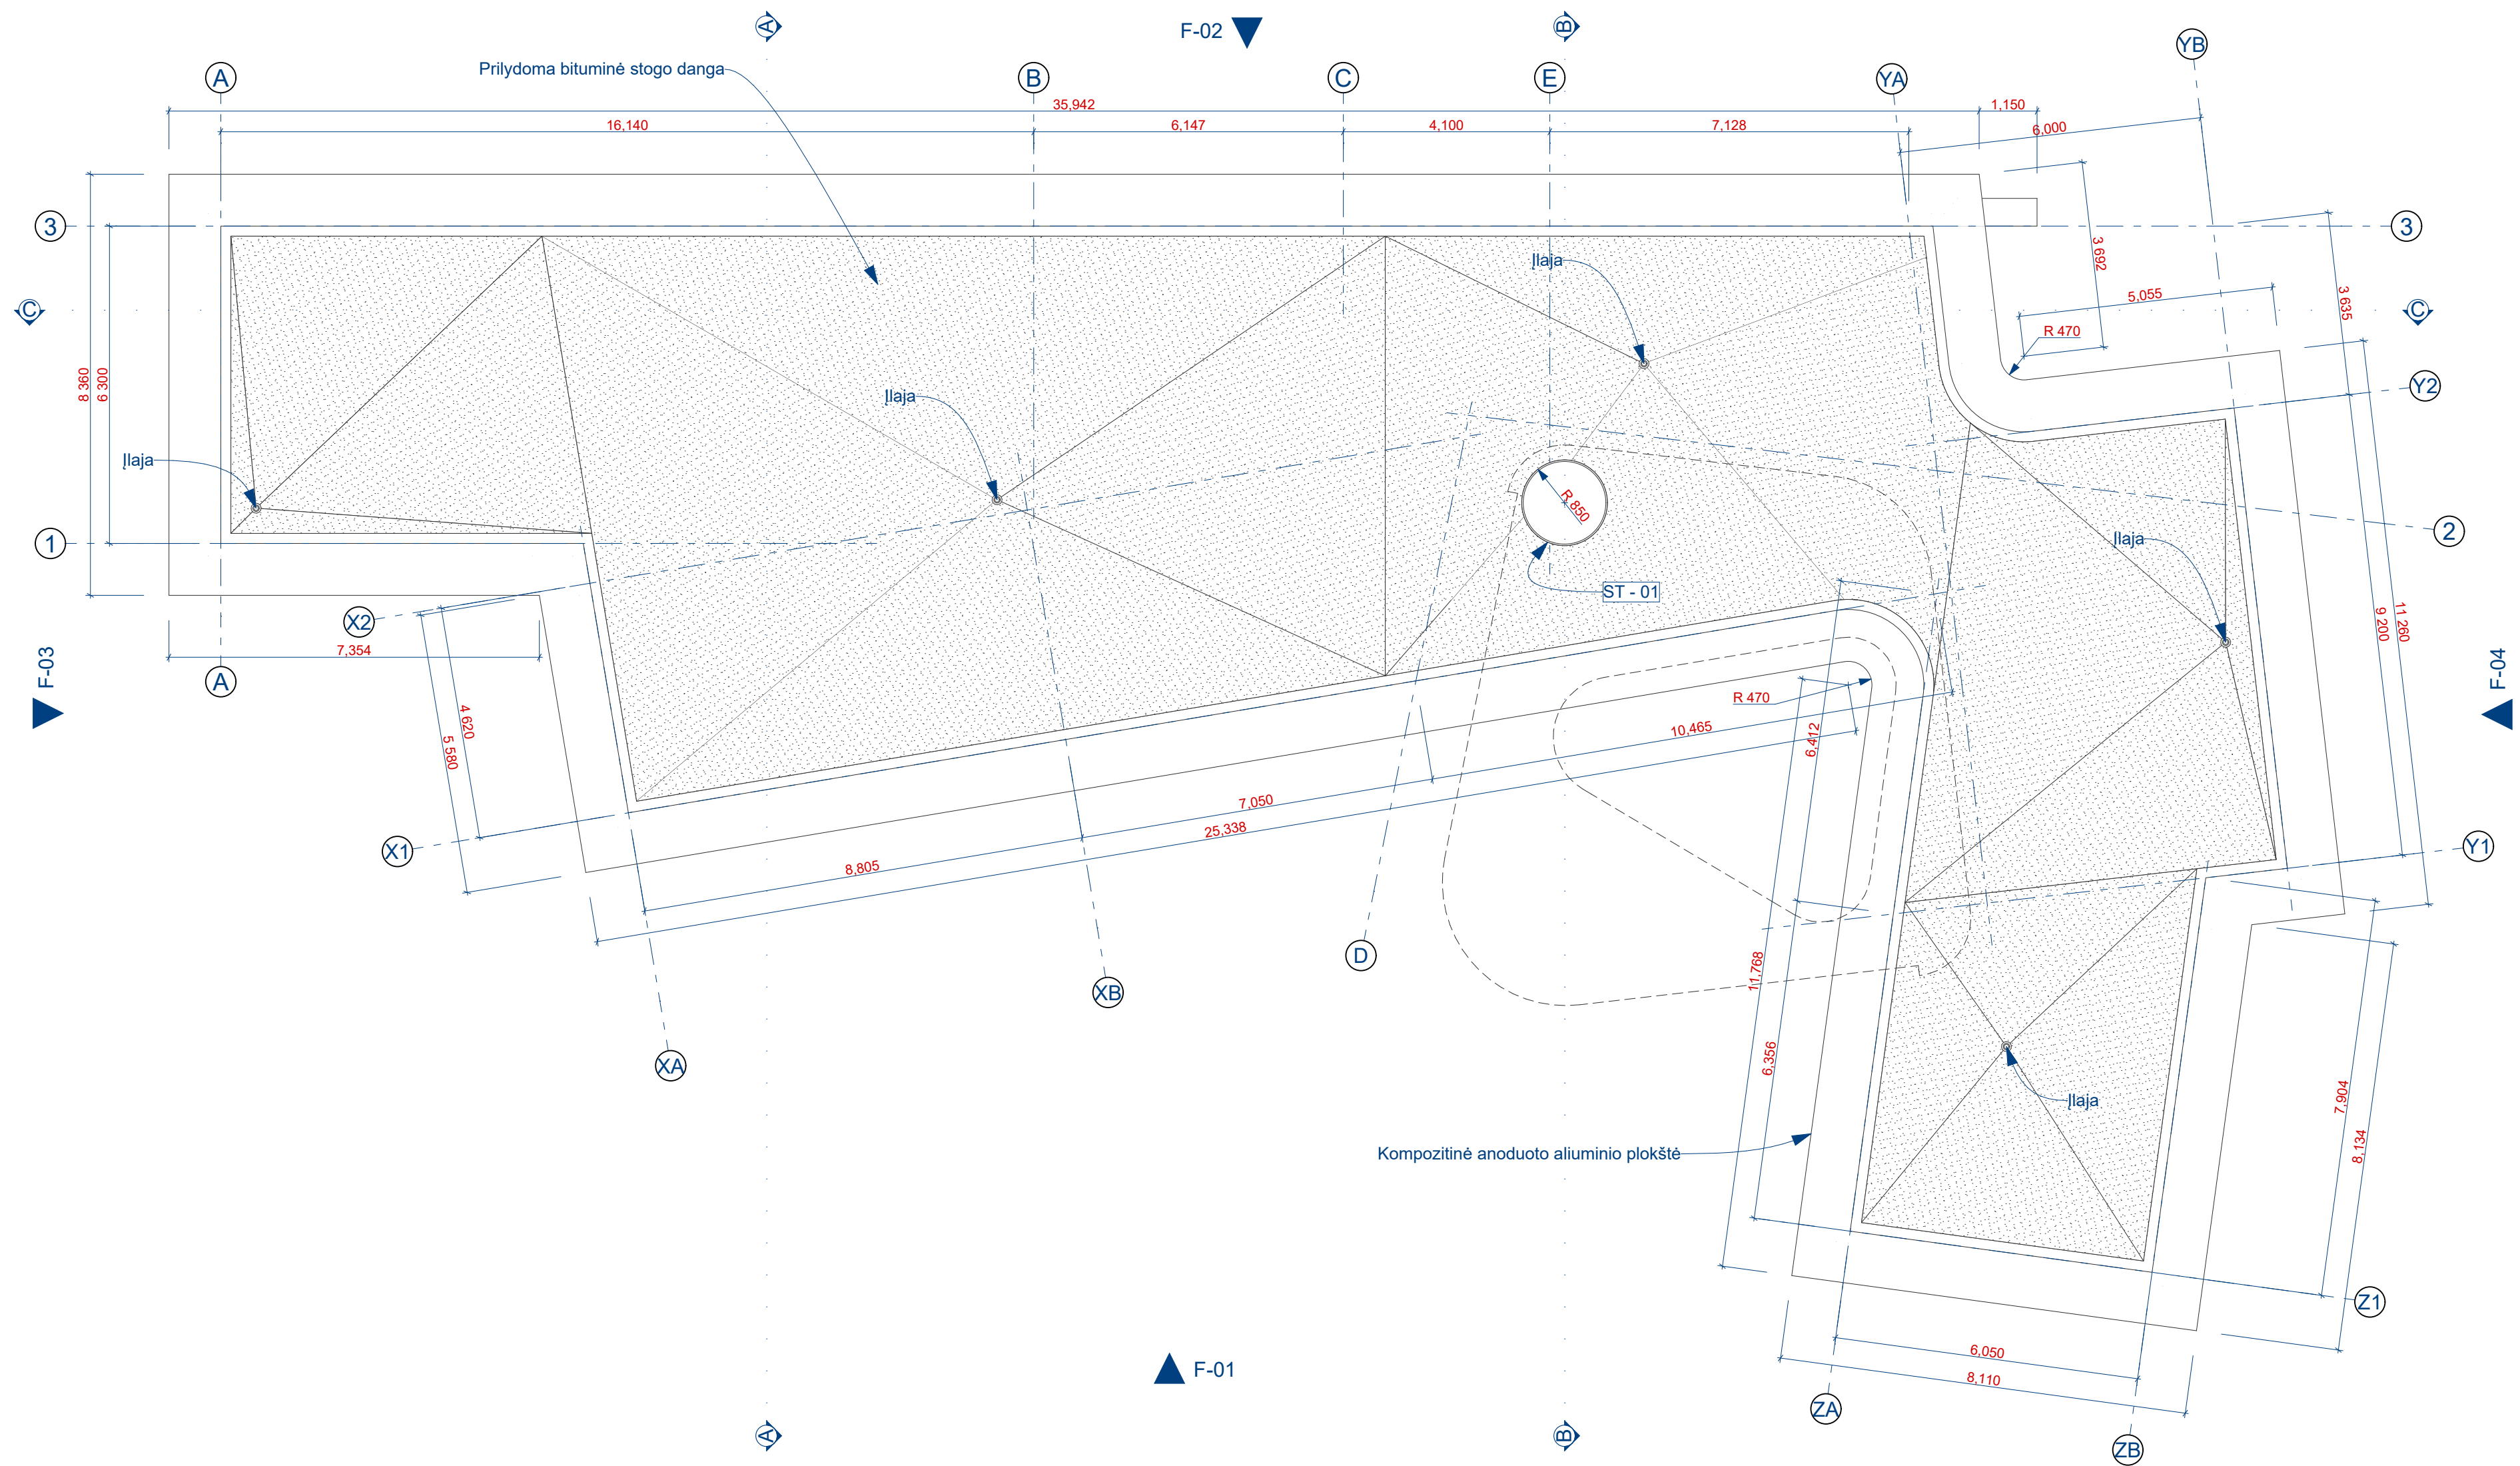 A
F-02
B
YB
Prilydoma bituminė stogo danga
A
B
C
E
YA
35,942
1,150
16,140
6,147
4,100
7,128
6,000
3
3
3 692
Įlaja
C
5,055
3 635
C
R 470
8 360
6 300
Y2
Įlaja
Įlaja
R 850
1
2
Įlaja
ST - 01
X2
9 200
11 260
7,354
F-03
A
F-04
4 620
5 580
R 470
10,465
6,412
7,050
25,338
X1
Y1
8,805
D
11,768
XB
6,356
XA
Įlaja
7,904
8,134
Kompozitinė anoduoto aliuminio plokštė
Z1
6,050
F-01
8,110
ZA
A
B
ZB